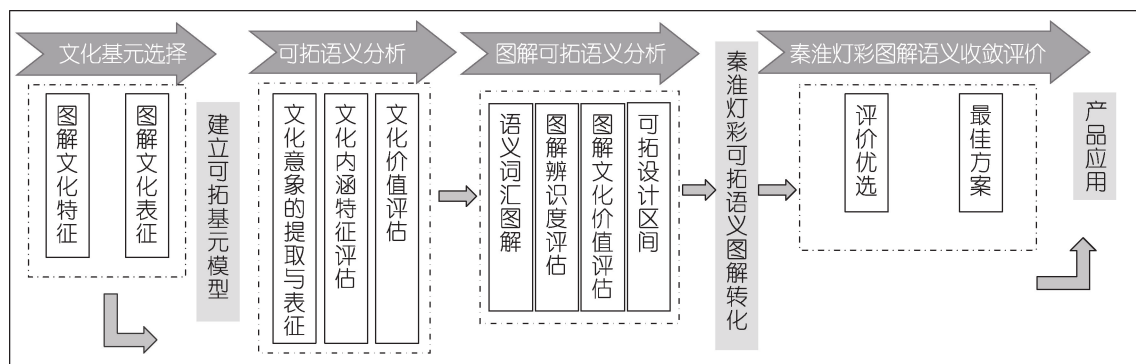 文化基元选择
图解文化特征
图解文化表征
建立可拓基元模型
可拓语义分析
文化意象的提取与表征
文化内涵特征评估
文化价值评估
图解可拓语义分析
语义词汇图解
图解辨识度评估
图解文化价值评估
可拓设计区间
秦淮灯彩可拓语义图解转化
秦淮灯彩图解语义收敛评价
评价优选
最佳方案
产品应用